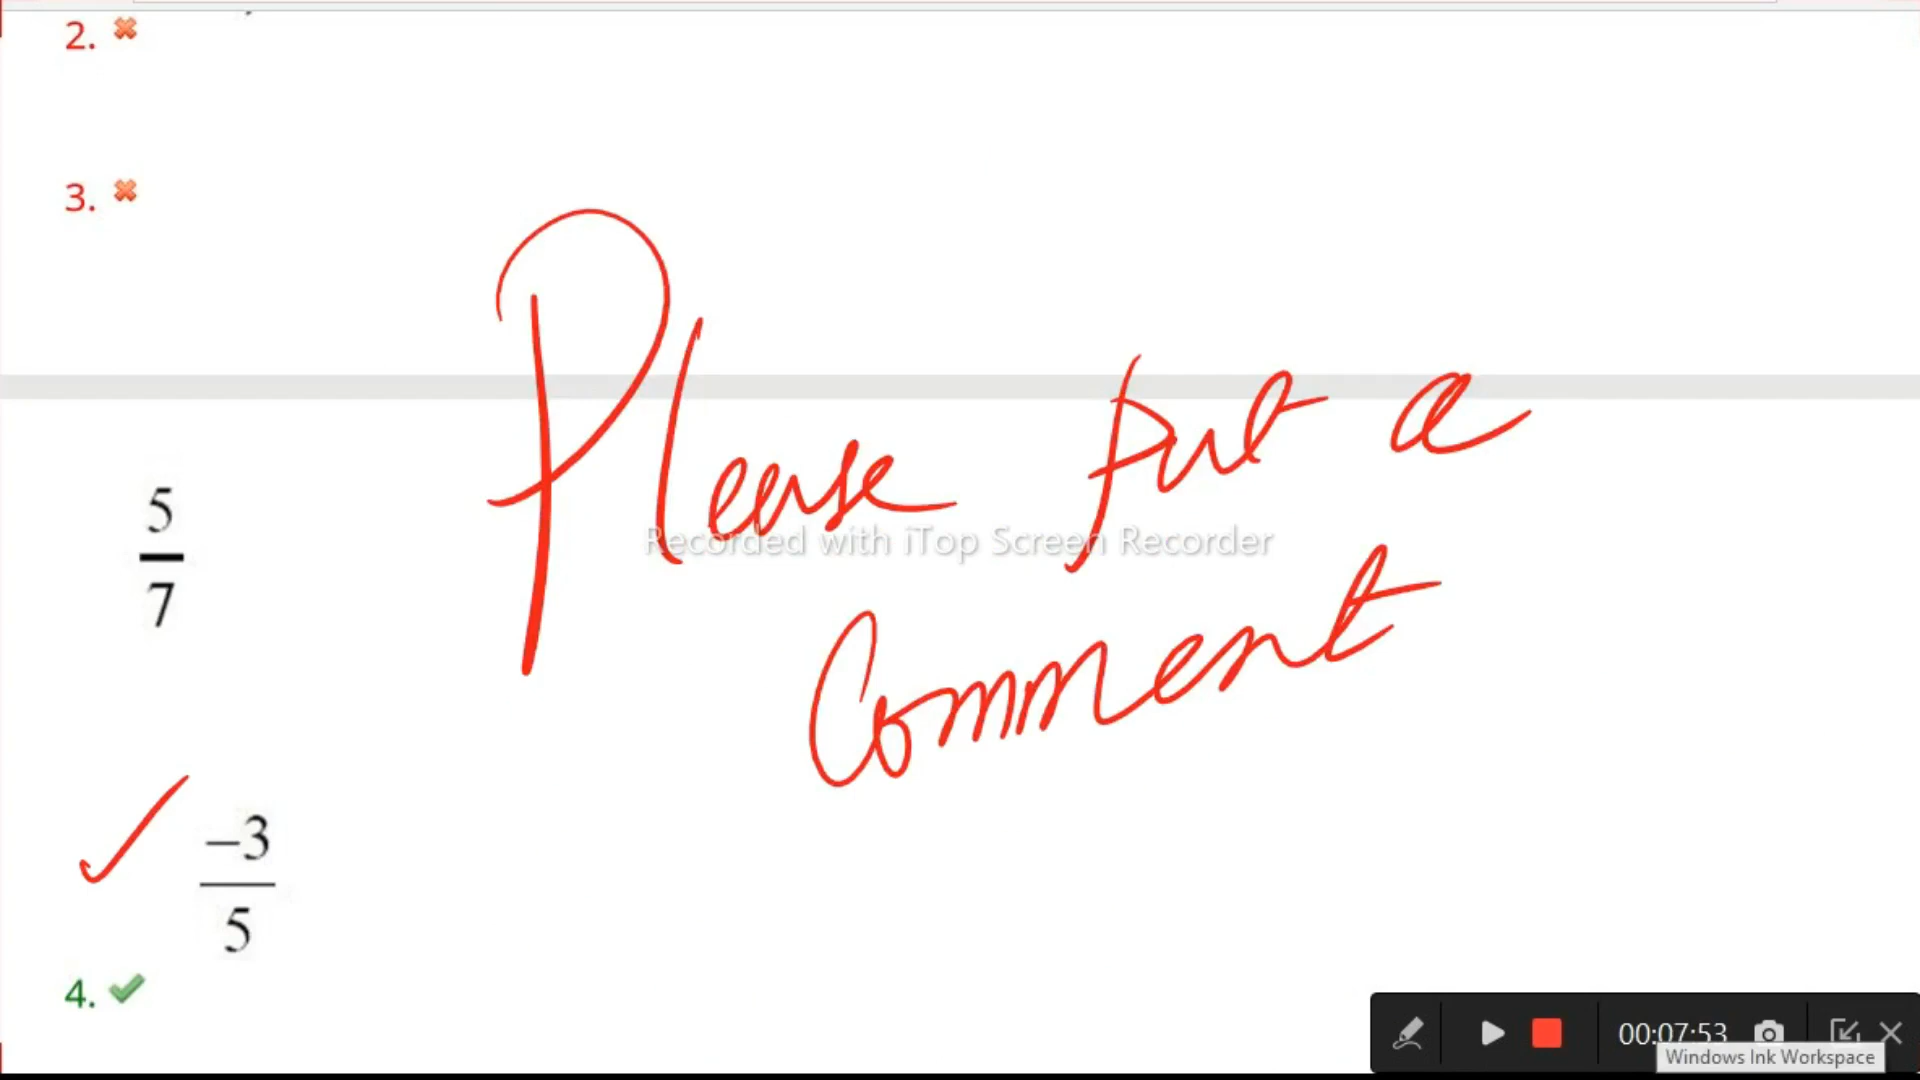 2.
3.
Please put a
Comment
Recorded with iTop Screen Recorder
5
7
-3
5
4.
00:07:53
Windows Ink Workspace